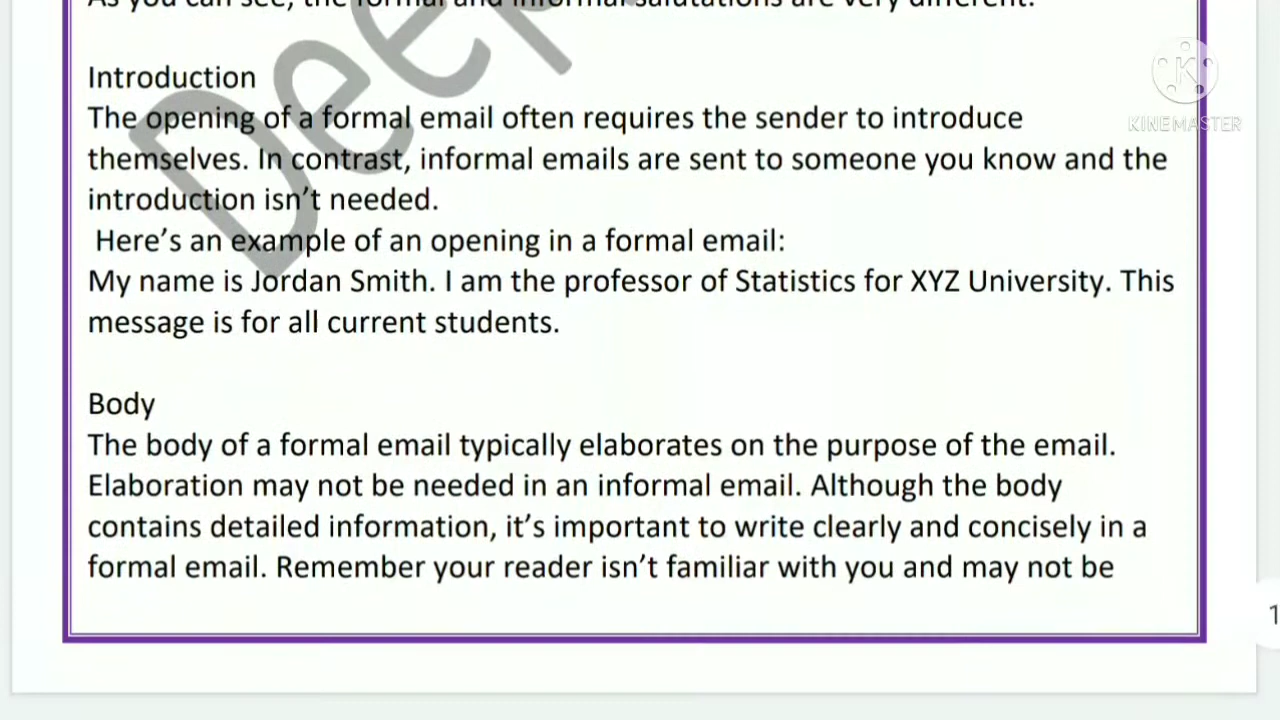 As you can see, the formal and informal salutations are very different.
Introduction
The opening of a formal email often requires the sender to introduce
themselves. In contrast, informal emails are sent to someone you know and the
introduction isn’t needed.
Here’s an example of an opening in a formal email:
My name is Jordan Smith. I am the professor of Statistics for XYZ University. This
message is for all current students.
Body
The body of a formal email typically elaborates on the purpose of the email.
Elaboration may not be needed in an informal email. Although the body
contains detailed information, it’s important to write clearly and concisely in a
formal email. Remember your reader isn’t familiar with you and may not be
Deep
K
KINEMASTER
1